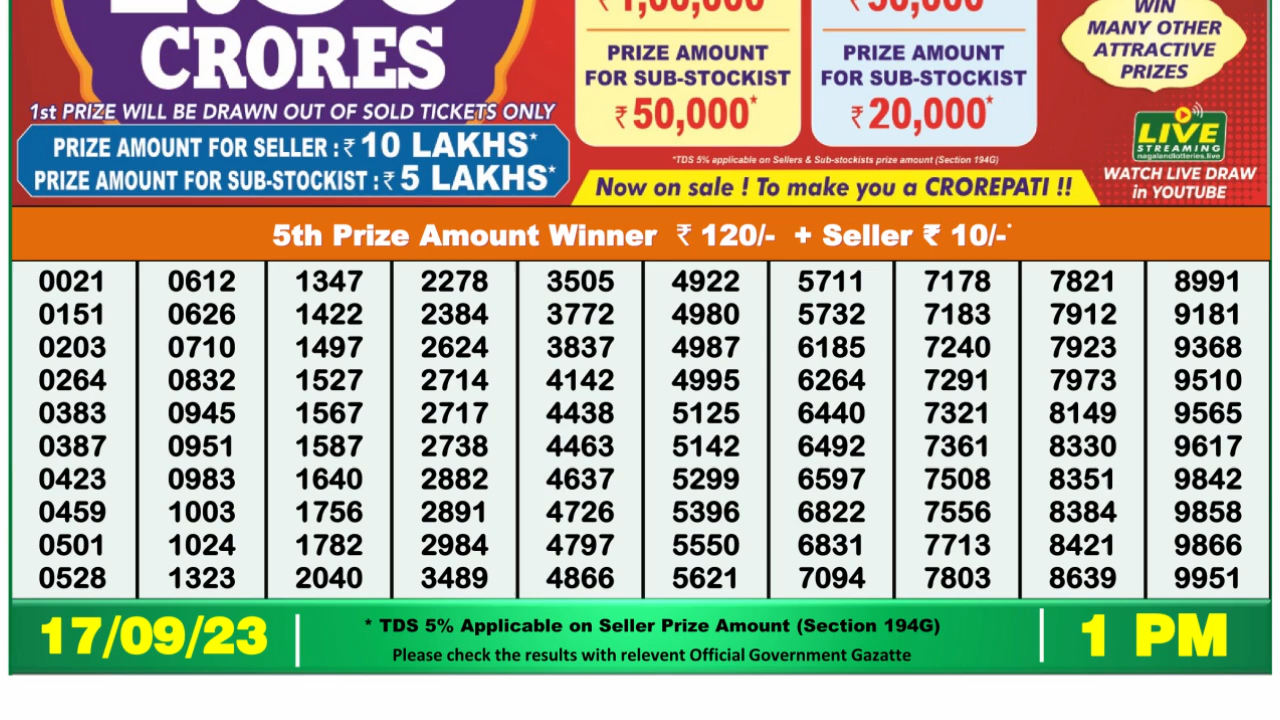 CRORES
1st PRIZE WILL BE DRAWN OUT OF SOLD TICKETS ONLY
PRIZE AMOUNT FOR SELLER : ₹ 10 LAKHS*
PRIZE AMOUNT FOR SUB-STOCKIST : ₹ 5 LAKHS*
PRIZE AMOUNT
FOR SUB-STOCKIST
₹ 50,000*
PRIZE AMOUNT
FOR SUB-STOCKIST
₹ 20,000*
*TDS 5% applicable on Sellers & Sub-stockists prize amount (Section 194G)
Now on sale ! To make you a CROREPATI !!
WIN
MANY OTHER
ATTRACTIVE
PRIZES
LIVE
STREAMING
nagalandlotteries.live
WATCH LIVE DRAW
in YOUTUBE
5th Prize Amount Winner ₹ 120/- + Seller ₹ 10/-*
0021 0612 1347 2278 3505 4922 5711 7178 7821 8991
0151 0626 1422 2384 3772 4980 5732 7183 7912 9181
0203 0710 1497 2624 3837 4987 6185 7240 7923 9368
0264 0832 1527 2714 4142 4995 6264 7291 7973 9510
0383 0945 1567 2717 4438 5125 6440 7321 8149 9565
0387 0951 1587 2738 4463 5142 6492 7361 8330 9617
0423 0983 1640 2882 4637 5299 6597 7508 8351 9842
0459 1003 1756 2891 4726 5396 6822 7556 8384 9858
0501 1024 1782 2984 4797 5550 6831 7713 8421 9866
0528 1323 2040 3489 4866 5621 7094 7803 8639 9951
17/09/23
* TDS 5% Applicable on Seller Prize Amount (Section 194G)
Please check the results with relevent Official Government Gazatte
1 PM